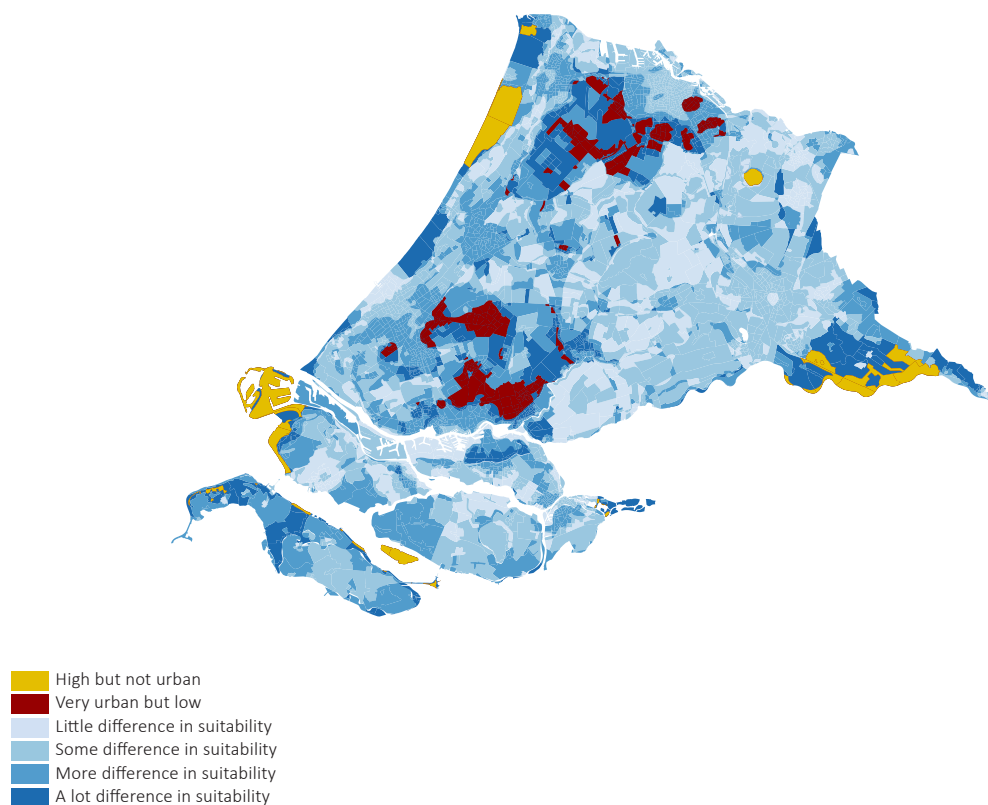 High but not urban
Very urban but low
Little difference in suitability
Some difference in suitability
More difference in suitability
A lot difference in suitability